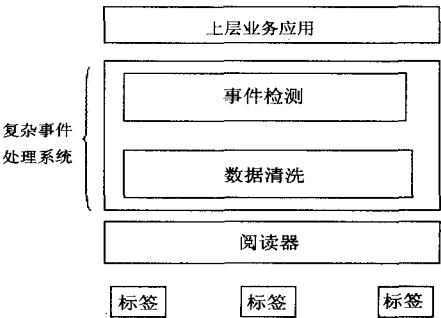 上层业务应用
事件检测
复杂事件
处理系统
数据清洗
阅读器
标签 标签 标签